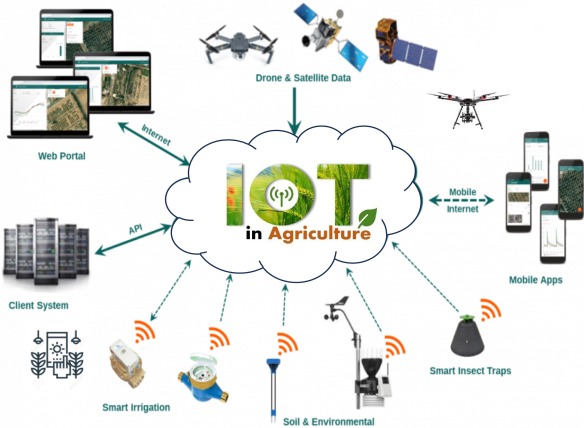 Drone & Satellite Data
Internet
Web Portal
IOT
in Agriculture
Mobile
Internet
API
Mobile Apps
Client System
Smart Insect Traps
Smart Irrigation
Soil & Environmental